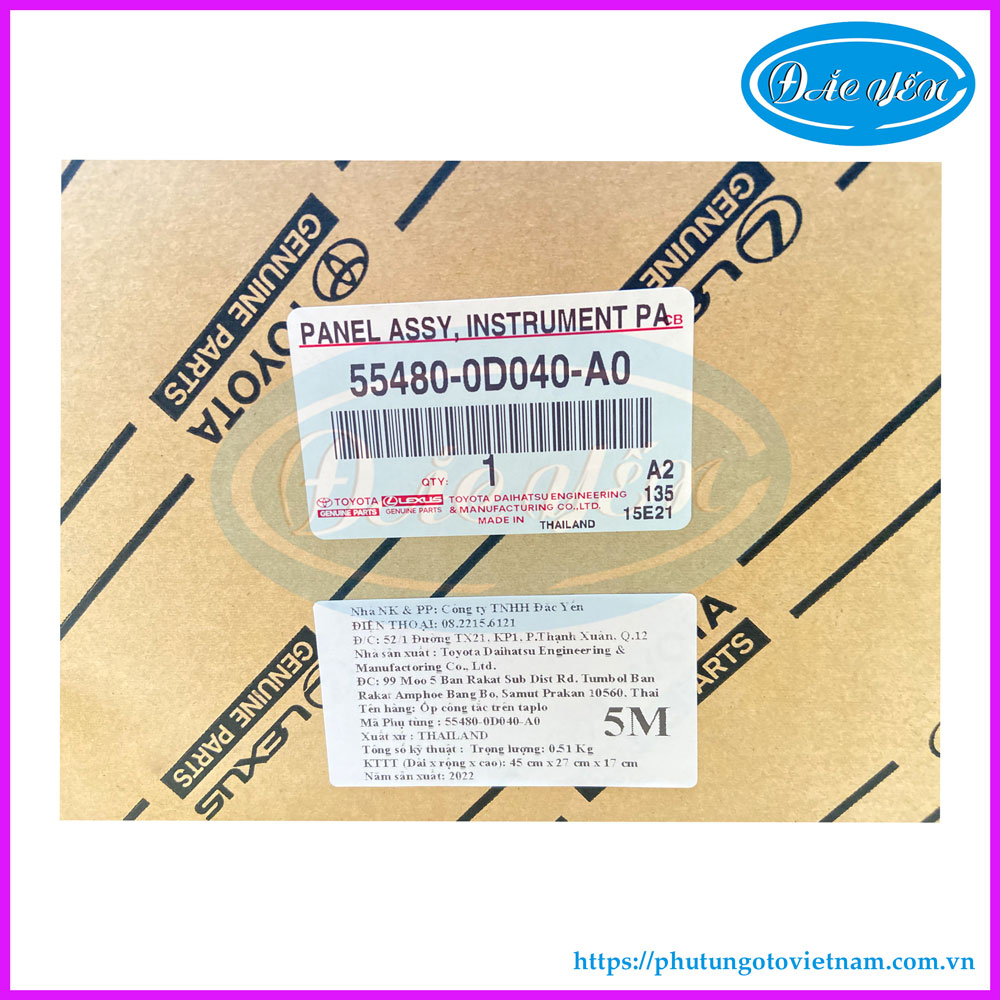 Đắc Yến
TOYOTA
GENUINE PARTS
LEXUS
GENUINE PARTS
PANEL ASSY, INSTRUMENT PA
CB
55480-0D040-A0
QTY: 1
A2
135
15E21
TOYOTA
GENUINE PARTS
LEXUS
GENUINE PARTS
TOYOTA DAIHATSU ENGINEERING
& MANUFACTURING CO.,LTD.
MADE IN THAILAND
Đắc Yến
Nhà NK & PP: Công ty TNHH Đắc Yến
ĐIỆN THOẠI: 08.2215.6121
Đ/C: 52/1 Đường TX21, KP1, P.Thạnh Xuân, Q.12
Nhà sản xuất : Toyota Daihatsu Engineering &
Manufactoring Co., Ltd.
ĐC: 99 Moo 5 Ban Rakat Sub Dist Rd, Tumbol Ban
Rakat Amphoe Bang Bo, Samut Prakan 10560, Thai
Tên hàng: Ốp công tắc trên taplo
Mã Phụ tùng : 55480-0D040-A0
Xuất xứ : THAILAND
Tông số kỹ thuật : Trọng lượng: 0.51 Kg
KTTT (Dài x rộng x cao): 45 cm x 27 cm x 17 cm
Năm sản xuất: 2022
5M
OTA
PARTS
LEXUS
GENUINE PARTS
https://phutungotovietnam.com.vn